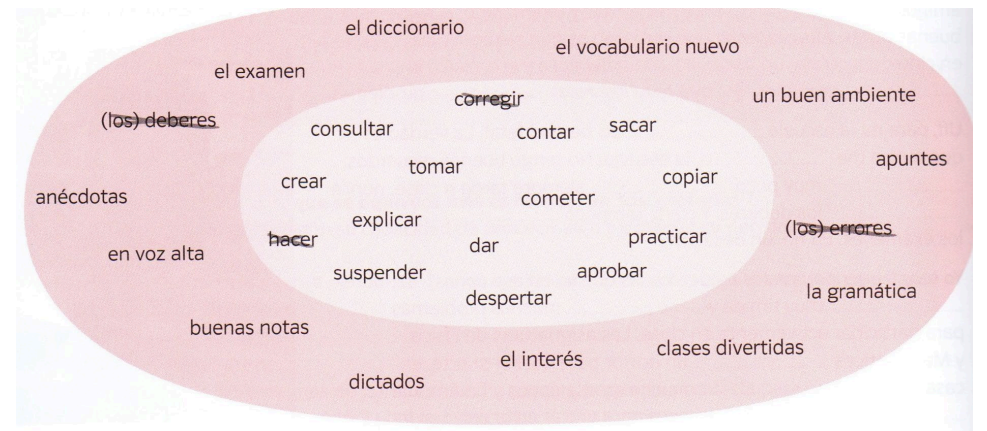 el diccionario
el vocabulario nuevo
el examen
un buen ambiente
corregir
(los) deberes
consultar
contar
sacar
apuntes
tomar
crear
copiar
anécdotas
cometer
explicar
(los) errores
hacer
dar
practicar
en voz alta
suspender
aprobar
despertar
la gramática
buenas notas
el interés
clases divertidas
dictados